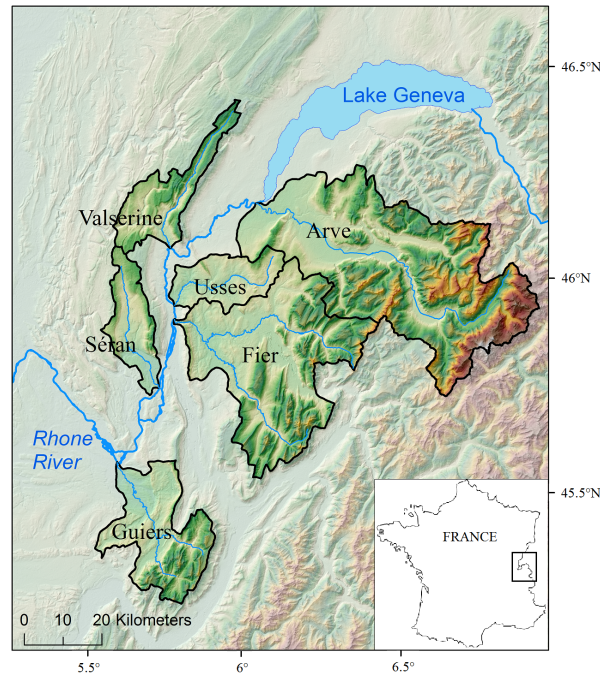 46.5°N
Lake Geneva
Valserine
Arve
46°N
Usses
Séran
Fier
Rhone
River
45.5°N
Guiers
FRANCE
0 10 20 Kilometers
5.5° 6° 6.5°